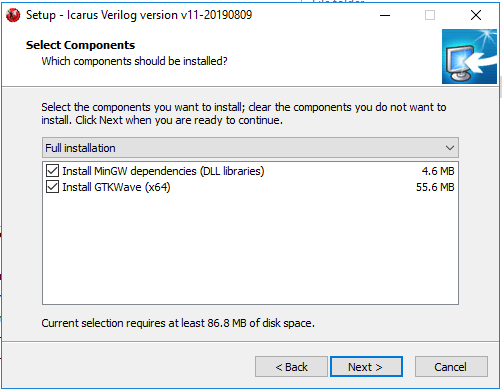 Setup - Icarus Verilog version v11-20190809
Select Components
Which components should be installed?
Select the components you want to install; clear the components you do not want to
install. Click Next when you are ready to continue.
Full installation
Install MinGW dependencies (DLL libraries) 4.6 MB
Install GTKWave (x64) 55.6 MB
Current selection requires at least 86.8 MB of disk space.
< Back Next > Cancel